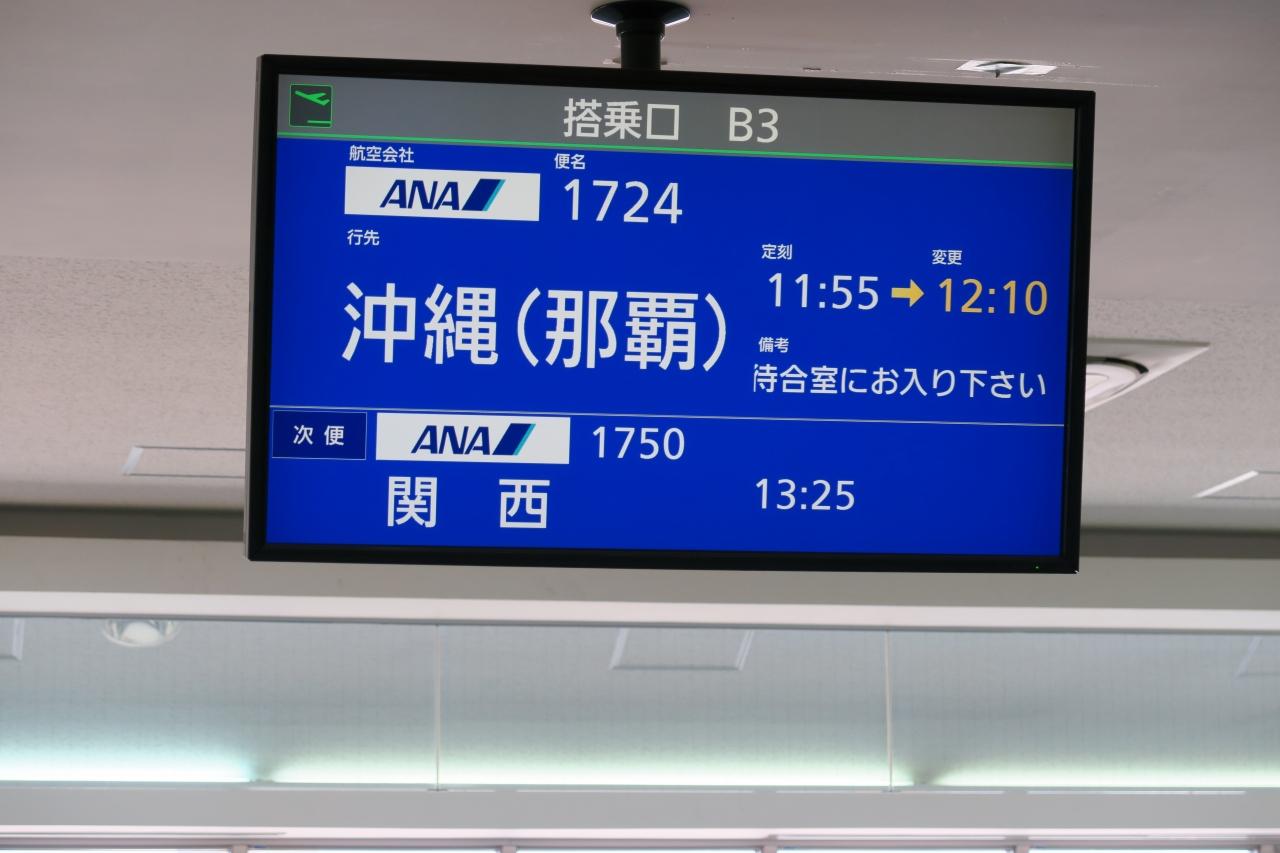 搭乗口 B3
航空会社 便名
ANA 1724
行先
定刻 変更
11:55 → 12:10
沖縄(那覇)
備考
待合室にお入り下さい
次便 ANA 1750
関西 13:25